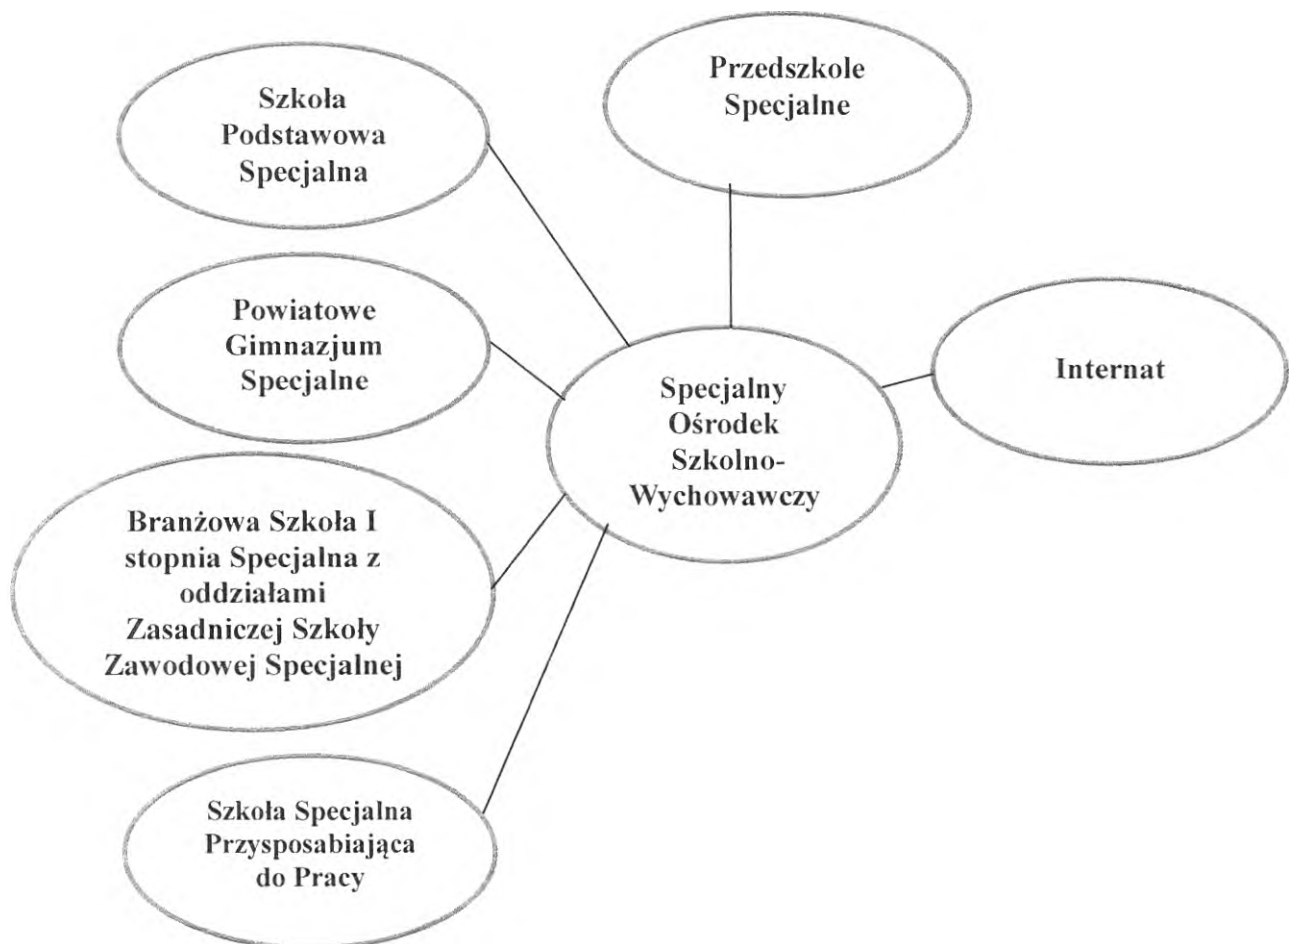 Szkoła
Podstawowa
Specjalna
Przedszkole
Specjalne
Powiatowe
Gimnazjum
Specjalne
Internat
Specjalny
Ośrodek
Szkolno-
Wychowawczy
Branżowa Szkoła I
stopnia Specjalna z
oddziałami
Zasadniczej Szkoły
Zawodowej Specjalnej
Szkoła Specjalna
Przysposabiająca
do Pracy